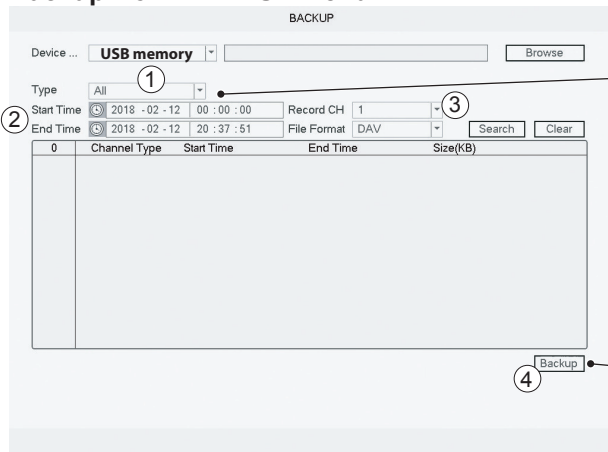 BACKUP
Device ... USB memory Browse
1
Type All
2 Start Time 2018 - 02 - 12 00 : 00 : 00 Record CH 1 3
End Time 2018 - 02 - 12 20 : 37 : 51 File Format DAV Search Clear
0 Channel Type Start Time End Time Size(KB)
Backup
4